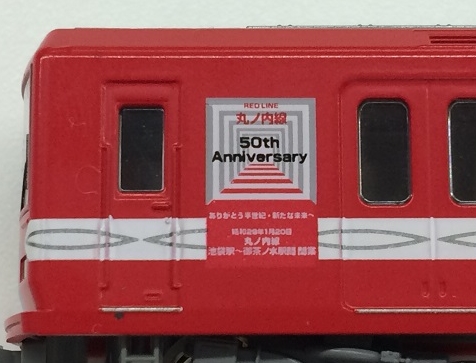 RED LINE
丸ノ内線
50th
Anniversary
ありがとう半世紀・新たな未来へ
昭和29年1月20日
丸ノ内線
池袋駅〜御茶ノ水駅間 開業